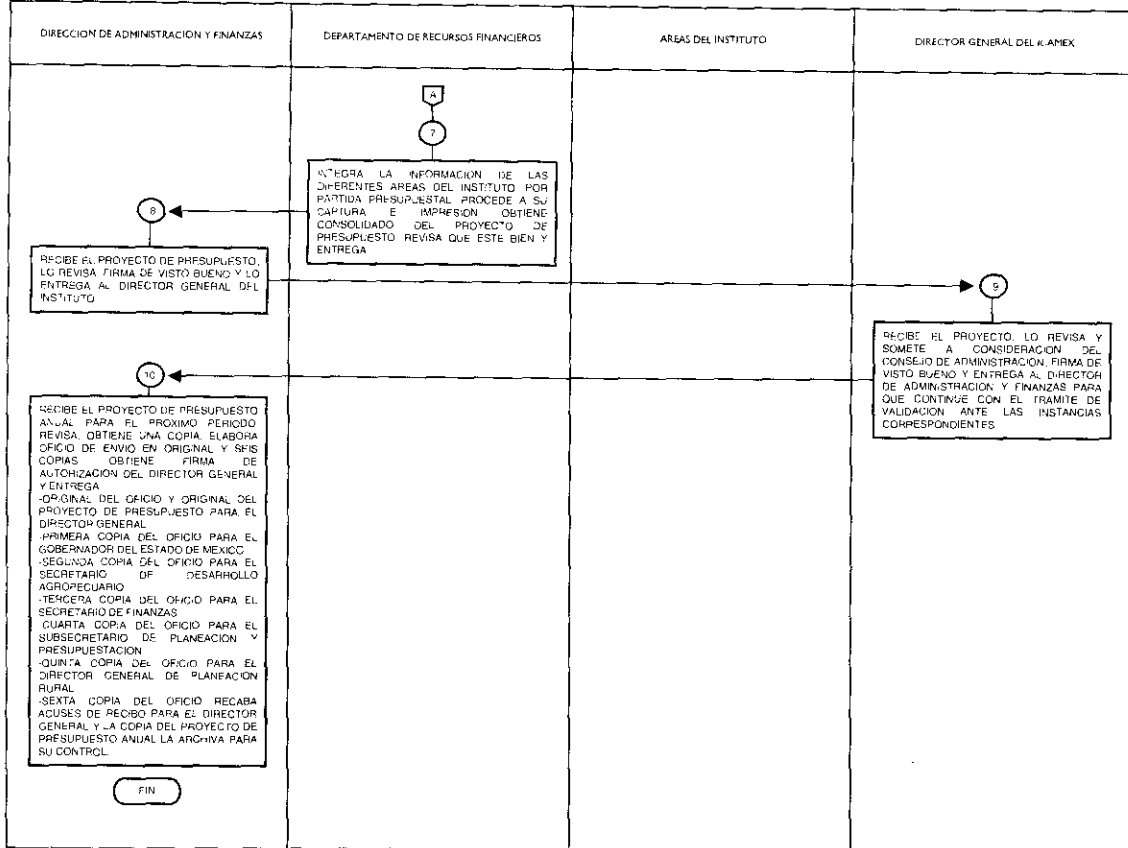 DIRECCION DE ADMINISTRACION Y FINANZAS
DEPARTAMENTO DE RECURSOS FINANCIEROS
AREAS DEL INSTITUTO
DIRECTOR GENERAL DEL
A
7
INTEGRA LA INFORMACION DE LAS
DIFERENTES AREAS DEL INSTITUTO POR
PARTIDA PRESUPUESTAL PROCEDE A SU
CAPTURA E IMPRESION OBTIENE
CONSOLIDADO DEL PROYECTO DE
PRESUPUESTO REVISA QUE ESTE BIEN Y
ENTREGA
8
RECIBE EL PROYECTO DE PRESUPUESTO,
LO REVISA FIRMA DE VISTO BUENO Y LO
ENTREGA AL DIRECTOR GENERAL DEL
INSTITUTO
9
RECIBE EL PROYECTO, LO REVISA Y
SOMETE A CONSIDERACION DEL
CONSEJO DE ADMINISTRACION, FIRMA DE
VISTO BUENO Y ENTREGA AL DIRECTOR
DE ADMINISTRACION Y FINANZAS PARA
QUE CONTINUE CON EL TRAMITE DE
VALIDACION ANTE LAS INSTANCIAS
CORRESPONDIENTES
10
RECIBE EL PROYECTO DE PRESUPUESTO
ANUAL PARA EL PROXIMO PERIODO,
REVISA, OBTIENE UNA COPIA, ELABORA
OFICIO DE ENVIO EN ORIGINAL Y SEIS
COPIAS OBTIENE FIRMA DE
AUTORIZACION DEL DIRECTOR GENERAL
Y ENTREGA
-ORIGINAL DEL OFICIO Y ORIGINAL DEL
PROYECTO DE PRESUPUESTO PARA EL
DIRECTOR GENERAL
-PRIMERA COPIA DEL OFICIO PARA EL
GOBERNADOR DEL ESTADO DE MEXICO
-SEGUNDA COPIA DEL OFICIO PARA EL
SECRETARIO DE DESARROLLO
AGROPECUARIO
-TERCERA COPIA DEL OFICIO PARA EL
SECRETARIO DE FINANZAS
CUARTA COPIA DEL OFICIO PARA EL
SUBSECRETARIO DE PLANEACION Y
PRESUPUESTACION
-QUINTA COPIA DEL OFICIO PARA EL
DIRECTOR GENERAL DE PLANEACION
RURAL
-SEXTA COPIA DEL OFICIO RECABA
ACUSES DE RECIBO PARA EL DIRECTOR
GENERAL Y LA COPIA DEL PROYECTO DE
PRESUPUESTO ANUAL LA ARCHIVA PARA
SU CONTROL.
FIN